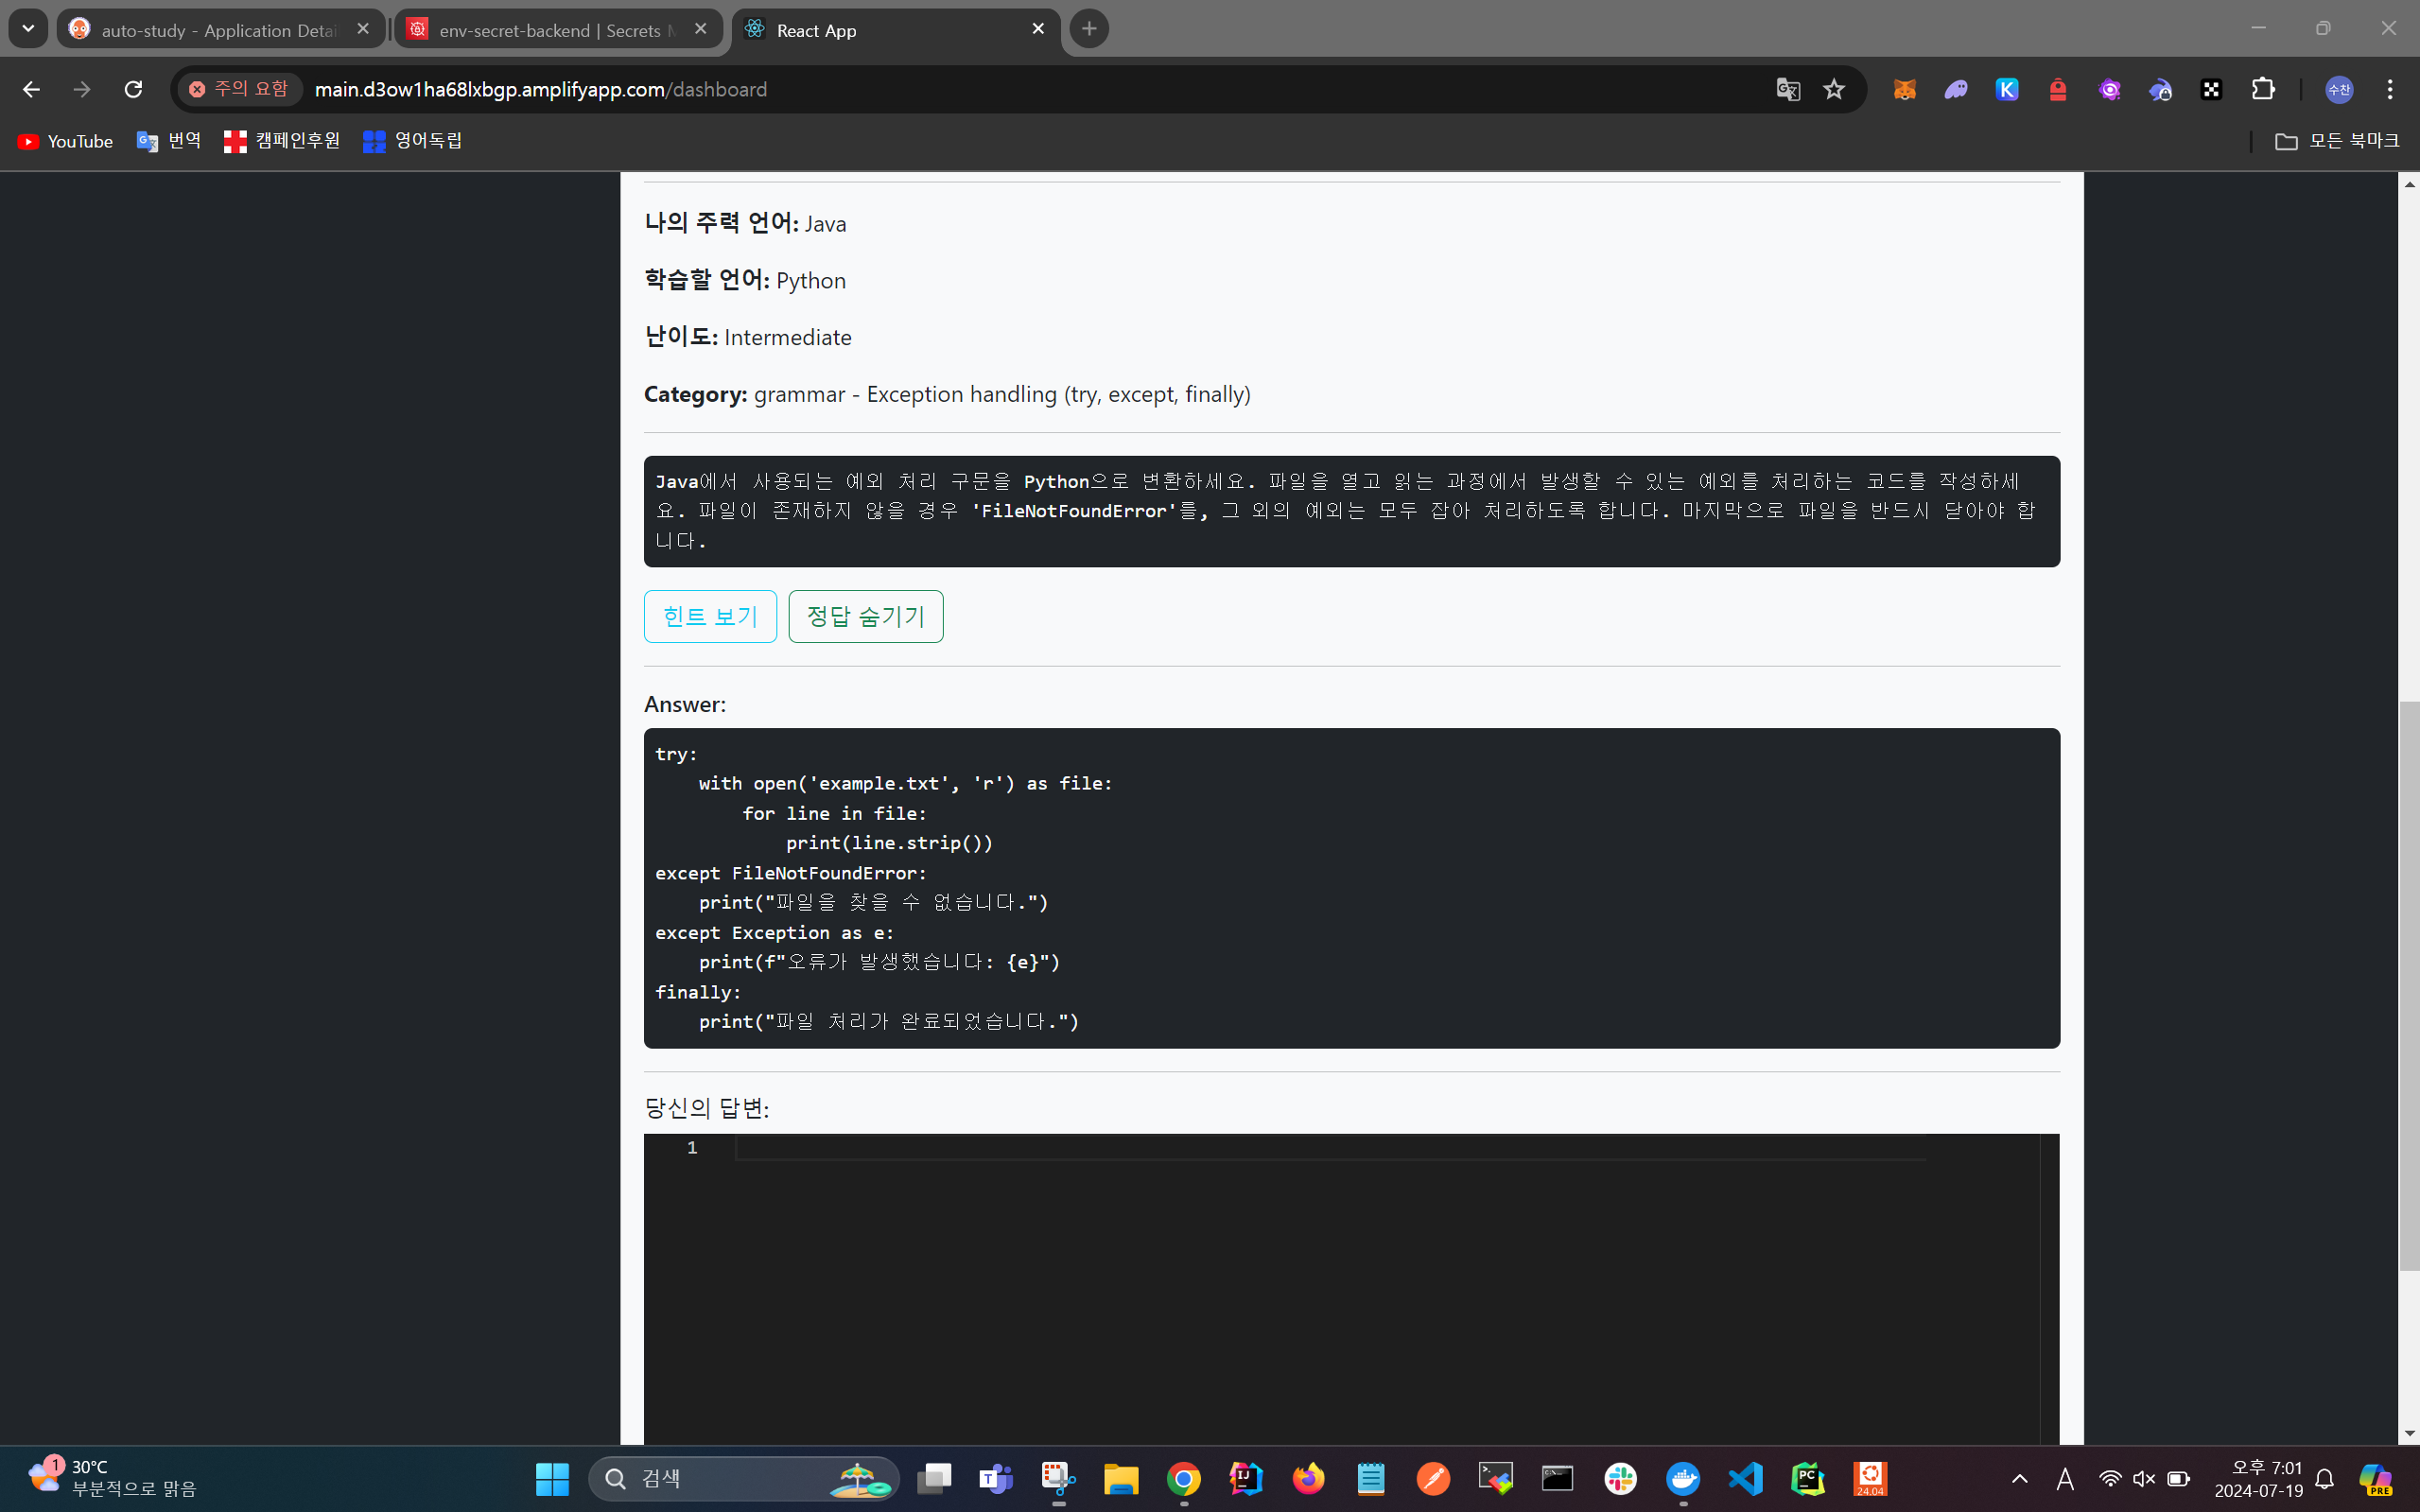 auto-study - Application Detai
env-secret-backend | Secrets M
React App
주의 요함
main.d3ow1ha68lxbgp.amplifyapp.com/dashboard
수찬
YouTube
번역
캠페인후원
영어독립
모든 북마크
나의 주력 언어: Java
학습할 언어: Python
난이도: Intermediate
Category: grammar - Exception handling (try, except, finally)
Java에서 사용되는 예외 처리 구문을 Python으로 변환하세요. 파일을 열고 읽는 과정에서 발생할 수 있는 예외를 처리하는 코드를 작성하세
요. 파일이 존재하지 않을 경우 'FileNotFoundError'를, 그 외의 예외는 모두 잡아 처리하도록 합니다. 마지막으로 파일을 반드시 닫아야 합
니다.
힌트 보기
정답 숨기기
Answer:
try:
    with open('example.txt', 'r') as file:
        for line in file:
            print(line.strip())
except FileNotFoundError:
    print("파일을 찾을 수 없습니다.")
except Exception as e:
    print(f"오류가 발생했습니다: {e}")
finally:
    print("파일 처리가 완료되었습니다.")
당신의 답변:
1
1
30°C
부분적으로 맑음
검색
24.04
A
오후 7:01
2024-07-19
PRE